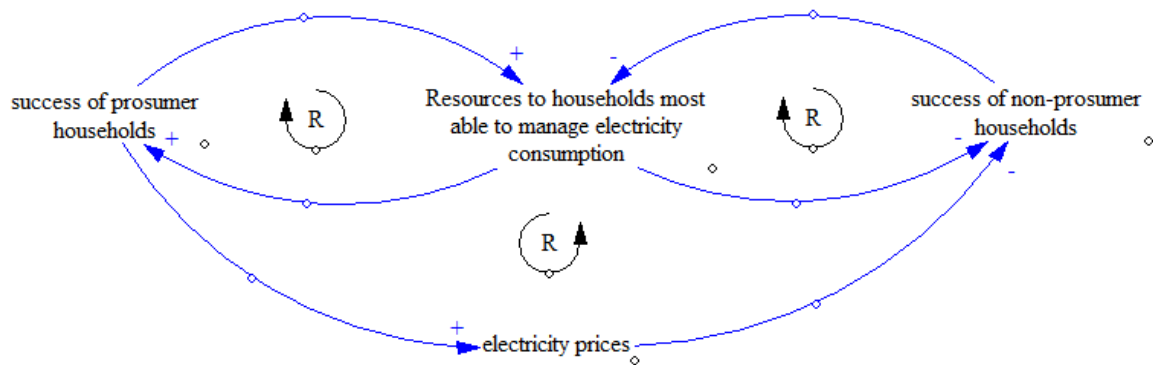 +
-
success of prosumer
households
R
Resources to households most
able to manage electricity
consumption
R
success of non-prosumer
households
+
-
-
R
+
electricity prices